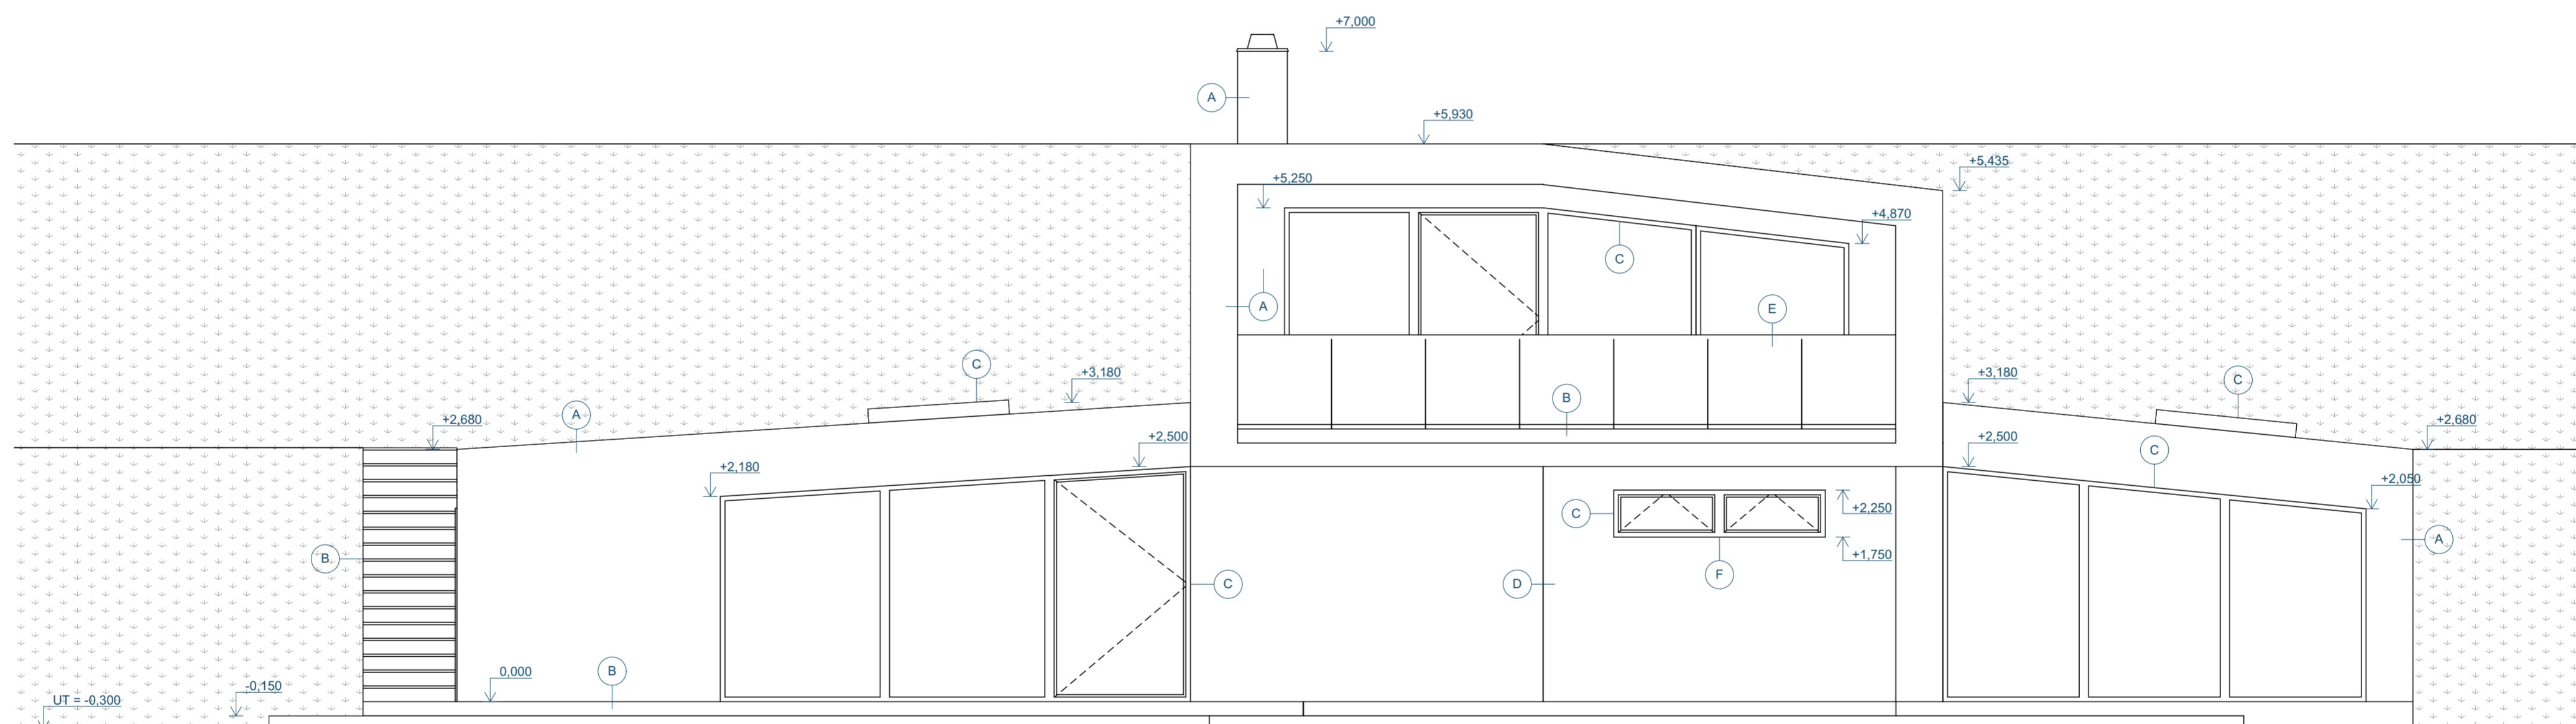 +7,000
A
+5,930
+5,435
+5,250
+4,870
C
A
E
C
+3,180
+3,180
C
B
A
+2,680
+2,680
+2,500
+2,500
C
+2,180
+2,050
C
+2,250
A
+1,750
B
F
C
D
0,000
B
-0,150
UT = -0,300